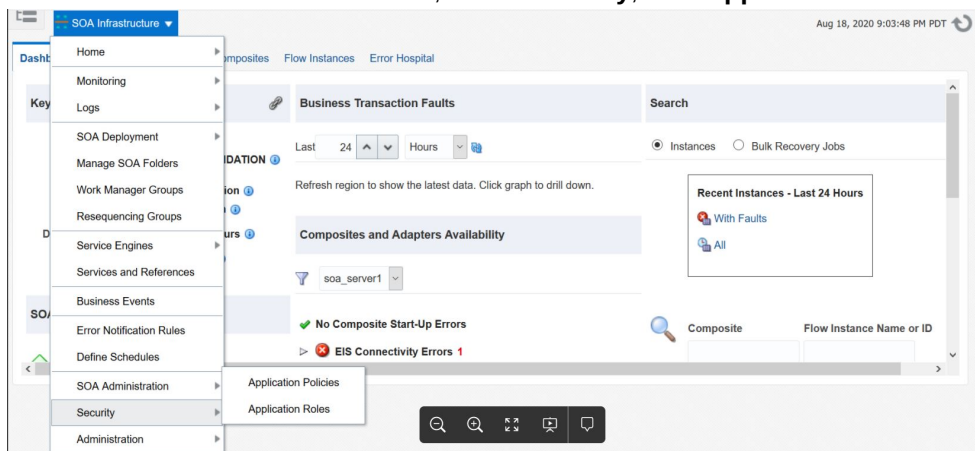 SOA Infrastructure
Aug 18, 2020 9:03:48 PM PDT
Home
Monitoring
Logs
SOA Deployment
Manage SOA Folders
Work Manager Groups
Resequencing Groups
Service Engines
Services and References
Business Events
Error Notification Rules
Define Schedules
SOA Administration
Security
Administration
Application Policies
Application Roles
Flow Instances
Error Hospital
Key
Business Transaction Faults
Last 24 Hours
Refresh region to show the latest data. Click graph to drill down.
Composites and Adapters Availability
soa_server1
No Composite Start-Up Errors
EIS Connectivity Errors 1
Search
Instances Bulk Recovery Jobs
Recent Instances - Last 24 Hours
With Faults
All
Composite Flow Instance Name or ID